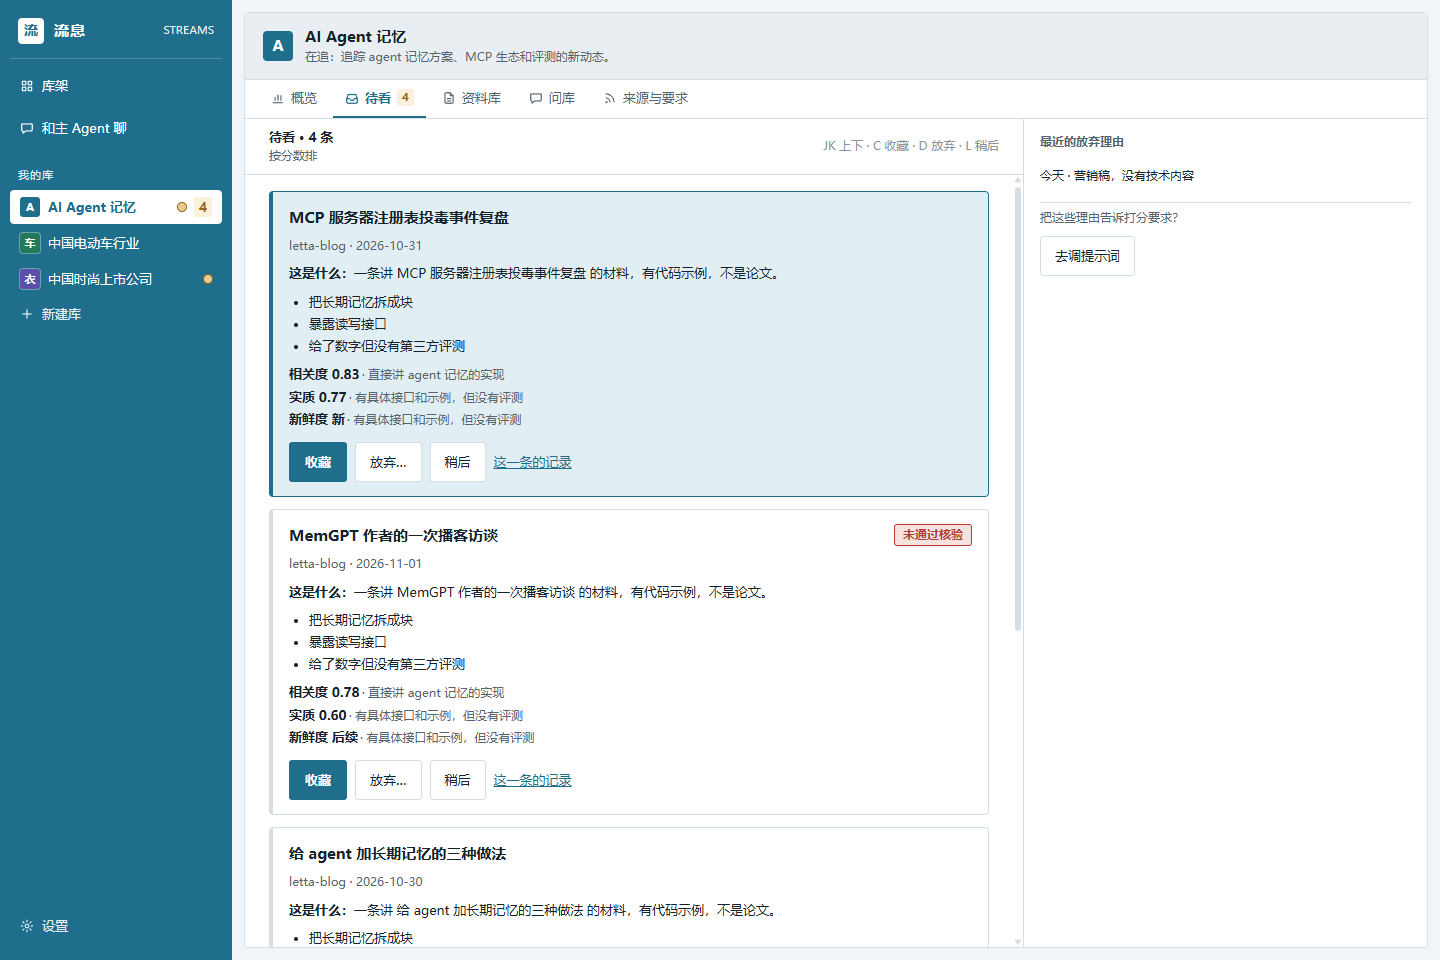 流 流息 STREAMS
库架
和主 Agent 聊
我的库
A AI Agent 记忆 4
车 中国电动车行业
衣 中国时尚上市公司
新建库
设置
A AI Agent 记忆
在追：追踪 agent 记忆方案、MCP 生态和评测的新动态。
概览 待看 4 资料库 问库 来源与要求
待看 • 4 条
按分数排
JK 上下 · C 收藏 · D 放弃 · L 稍后
MCP 服务器注册表投毒事件复盘
letta-blog · 2026-10-31
这是什么：一条讲 MCP 服务器注册表投毒事件复盘 的材料，有代码示例，不是论文。
• 把长期记忆拆成块
• 暴露读写接口
• 给了数字但没有第三方评测
相关度 0.83 · 直接讲 agent 记忆的实现
实质 0.77 · 有具体接口和示例，但没有评测
新鲜度 新 · 有具体接口和示例，但没有评测
收藏 放弃... 稍后 这一条的记录
MemGPT 作者的一次播客访谈 未通过核验
letta-blog · 2026-11-01
这是什么：一条讲 MemGPT 作者的一次播客访谈 的材料，有代码示例，不是论文。
• 把长期记忆拆成块
• 暴露读写接口
• 给了数字但没有第三方评测
相关度 0.78 · 直接讲 agent 记忆的实现
实质 0.60 · 有具体接口和示例，但没有评测
新鲜度 后续 · 有具体接口和示例，但没有评测
收藏 放弃... 稍后 这一条的记录
给 agent 加长期记忆的三种做法
letta-blog · 2026-10-30
这是什么：一条讲 给 agent 加长期记忆的三种做法 的材料，有代码示例，不是论文。
• 把长期记忆拆成块
最近的放弃理由
今天 · 营销稿，没有技术内容
把这些理由告诉打分要求？
去调提示词